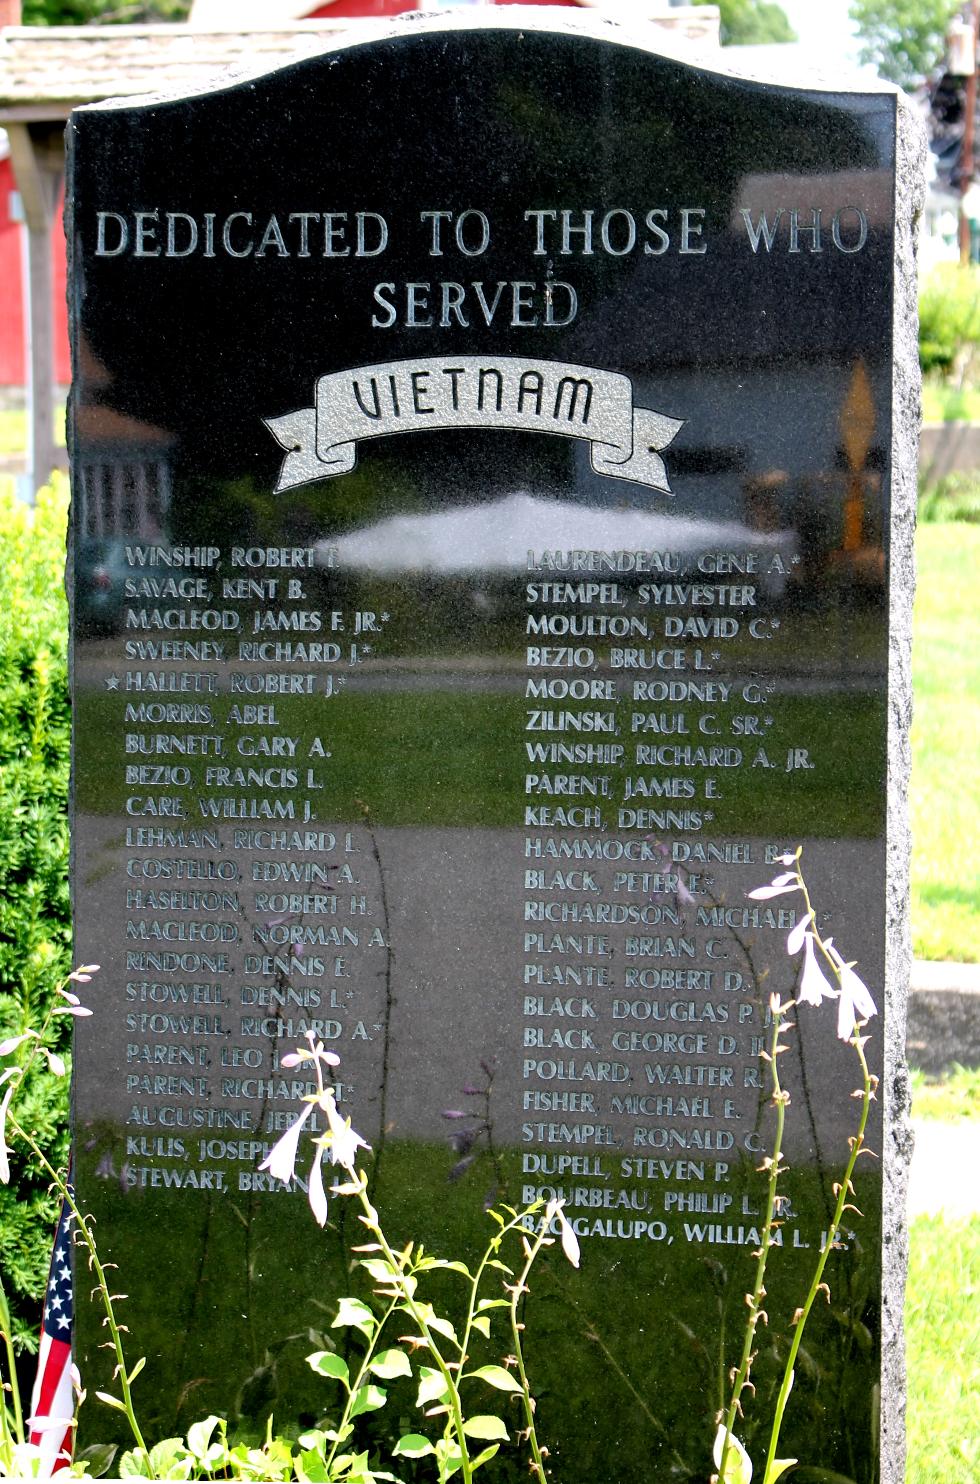 DEDICATED TO THOSE WHO
SERVED
VIETNAM
WINSHIP, ROBERT F.
SAVAGE, KENT B.
MACLEOD, JAMES F. JR.*
SWEENEY, RICHARD J.*
★HALLETT, ROBERT J.*
MORRIS, ABEL
BURNETT, GARY A.
BEZIO, FRANCIS L.
CARE, WILLIAM J.
LEHMAN, RICHARD L.
COSTELLO, EDWIN A.
HASELTON, ROBERT H.
MACLEOD, NORMAN A.
RINDONE, DENNIS E.
STOWELL, DENNIS L.*
STOWELL, RICHARD A.*
PARENT, LEO J. JR.
PARENT, RICHARD T.*
AUGUSTINE,
KULIS, JOSEPH
STEWART, BRYAN
LAURENDEAU, GENE A.*
STEMPEL, SYLVESTER
MOULTON, DAVID C.*
BEZIO, BRUCE L.*
MOORE, RODNEY G.*
ZILINSKI, PAUL C. SR.*
WINSHIP, RICHARD A. JR.
PARENT, JAMES E.
KEACH, DENNIS*
HAMMOCK, DANIEL B.*
BLACK, PETER E.*
RICHARDSON, MICHAEL *
PLANTE, BRIAN C.
PLANTE, ROBERT D.
BLACK, DOUGLAS P. JR.
BLACK, GEORGE D. II
POLLARD, WALTER R.
FISHER, MICHAEL E.
STEMPEL, RONALD C.
DUPELL, STEVEN P.
BOURBEAU, PHILIP L. JR.
BACIGALUPO, WILLIAM L. JR.*